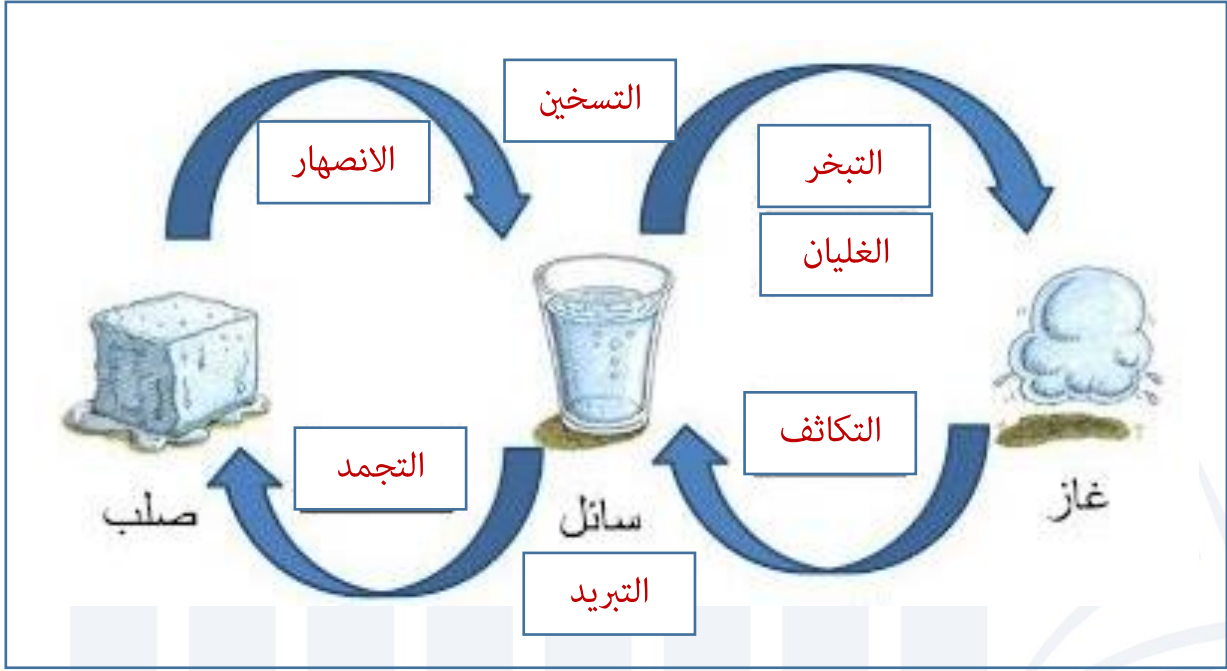 التسخين
الانصهار
التبخر
الغليان
التكاثف
التجمد
غاز
سائل
صلب
التبريد